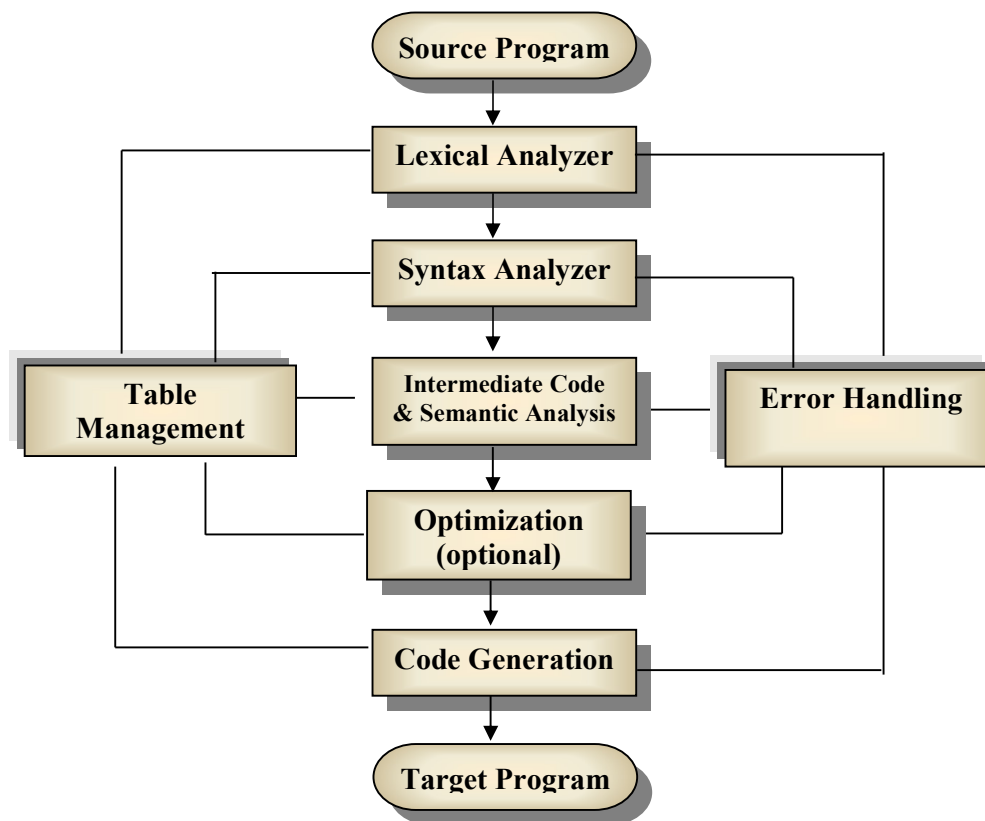 Source Program
Lexical Analyzer
Syntax Analyzer
Intermediate Code
& Semantic Analysis
Table
Management
Error Handling
Optimization
(optional)
Code Generation
Target Program